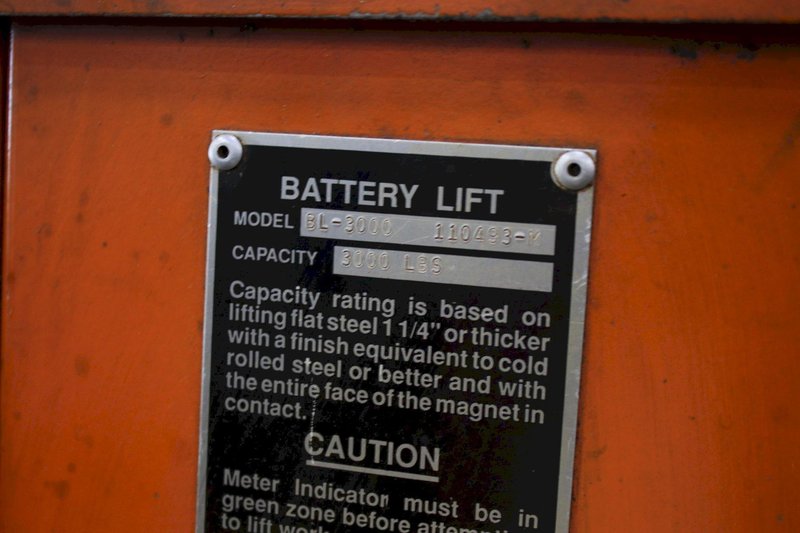 BATTERY LIFT
MODEL BL-3000 110493-M
CAPACITY 3000 LBS
Capacity rating is based on
lifting flat steel 1 1/4" or thicker
with a finish equivalent to cold
rolled steel or better and with
the entire face of the magnet in
contact.
CAUTION
Meter Indicator must be in
green zone before
to lift